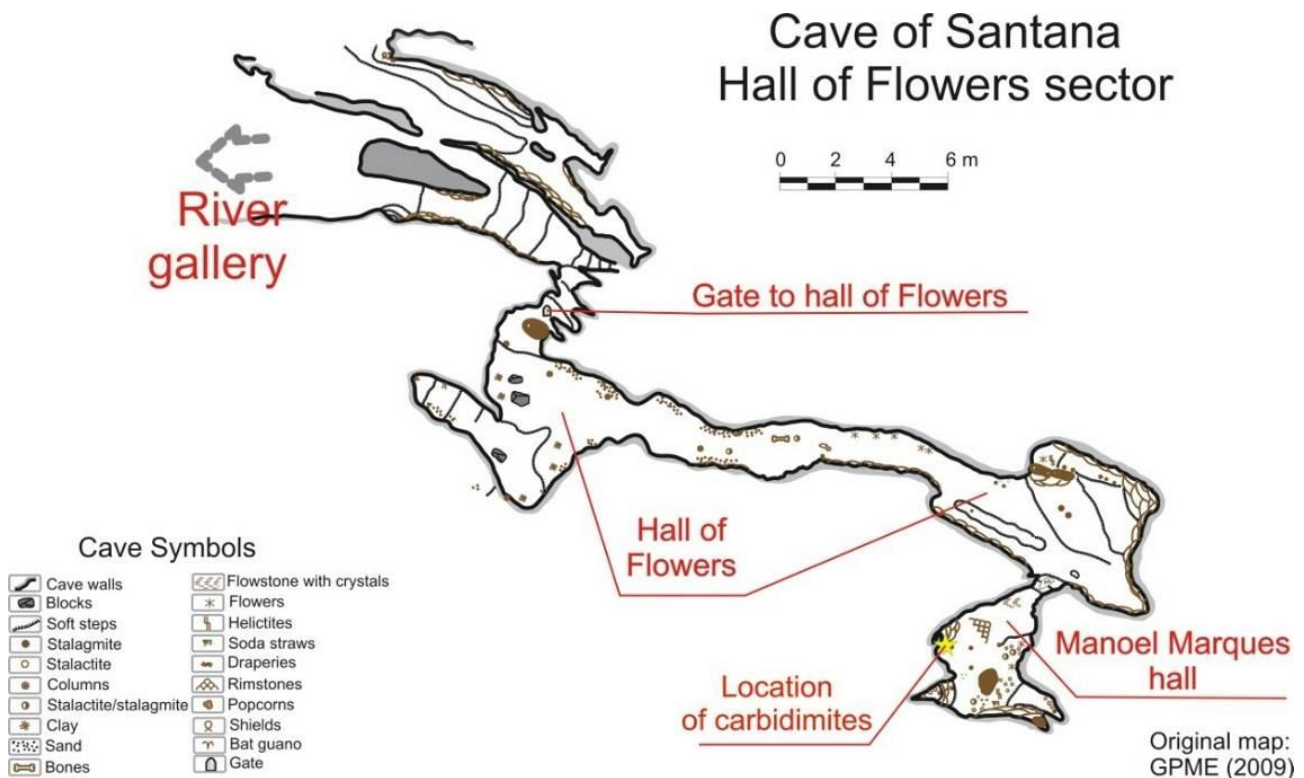 Cave of Santana
Hall of Flowers sector
0 2 4 6 m
River
gallery
Gate to hall of Flowers
Hall of
Flowers
Manoel Marques
hall
Location
of carbidimites
Cave Symbols
Cave walls
Blocks
Soft steps
Stalagmite
Stalactite
Columns
Stalactite/stalagmite
Clay
Sand
Bones
Flowstone with crystals
Flowers
Helictites
Soda straws
Draperies
Rimstones
Popcorns
Shields
Bat guano
Gate
Original map:
GPME (2009)